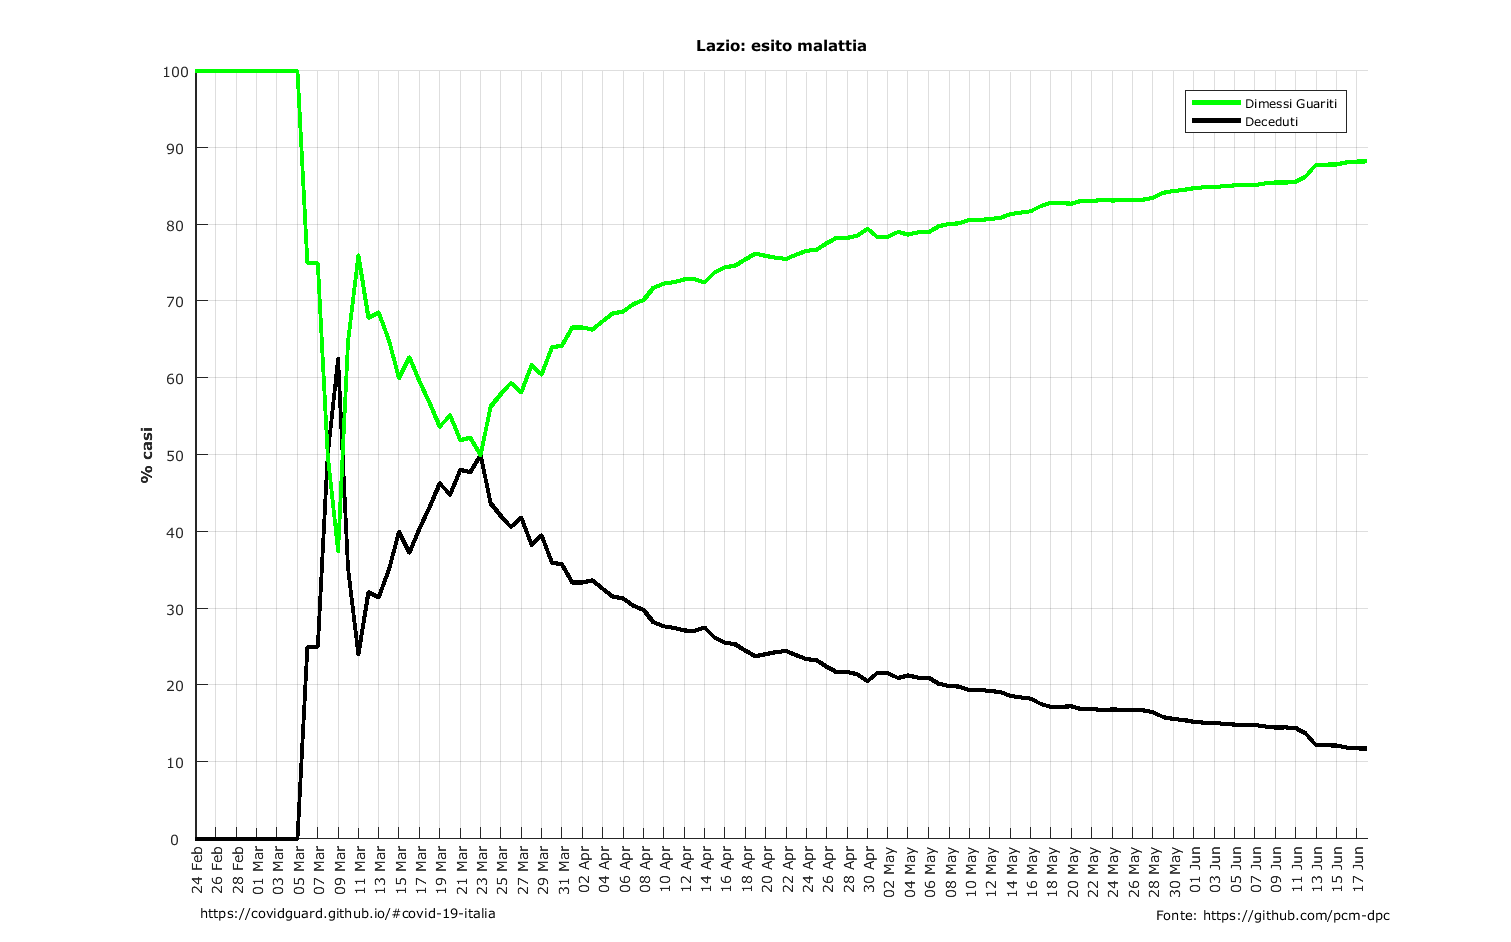 Lazio: esito malattia
Dimessi Guariti
Deceduti
% casi
100
90
80
70
60
50
40
30
20
10
0
24 Feb
26 Feb
28 Feb
01 Mar
03 Mar
05 Mar
07 Mar
09 Mar
11 Mar
13 Mar
15 Mar
17 Mar
19 Mar
21 Mar
23 Mar
25 Mar
27 Mar
29 Mar
31 Mar
02 Apr
04 Apr
06 Apr
08 Apr
10 Apr
12 Apr
14 Apr
16 Apr
18 Apr
20 Apr
22 Apr
24 Apr
26 Apr
28 Apr
30 Apr
02 May
04 May
06 May
08 May
10 May
12 May
14 May
16 May
18 May
20 May
22 May
24 May
26 May
28 May
30 May
01 Jun
03 Jun
05 Jun
07 Jun
09 Jun
11 Jun
13 Jun
15 Jun
17 Jun
https://covidguard.github.io/#covid-19-italia
Fonte: https://github.com/pcm-dpc